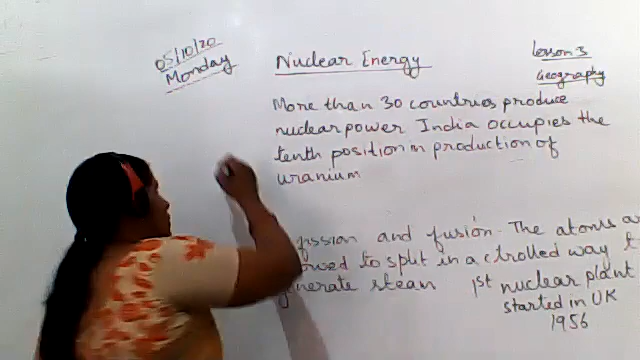 05/10/20
Monday
Nuclear Energy
Lesson 3
Geography
More than 30 countries produce
nuclear power India occupies the
tenth position in production of
uranium
fission and fusion. The atoms
to split in a ctrolled way
steam
1st nuclear plant
started in UK
1956